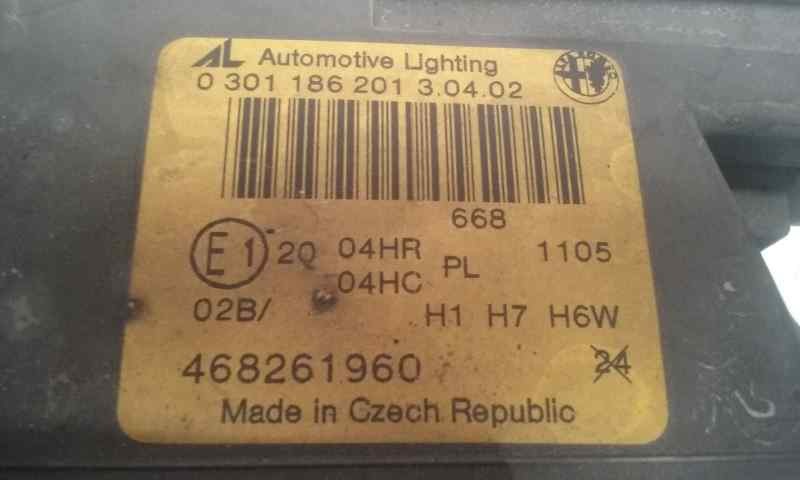 AL Automotive Lighting
0 301 186 201 3.04.02
668
E1 2Q 04HR PL 1105
04HC
02B/ H1 H7 H6W
468261960 24
Made in Czech Republic